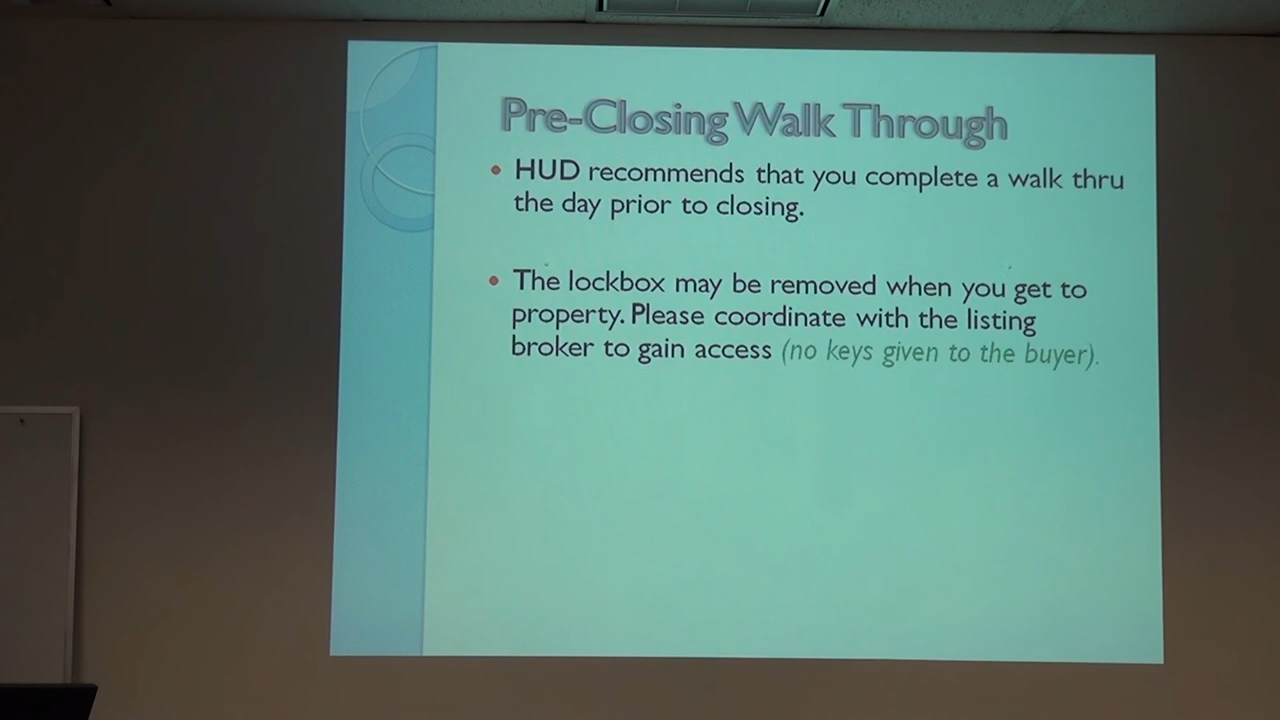 Pre-Closing Walk Through
• HUD recommends that you complete a walk thru
the day prior to closing.
• The lockbox may be removed when you get to
property. Please coordinate with the listing
broker to gain access (no keys given to the buyer).